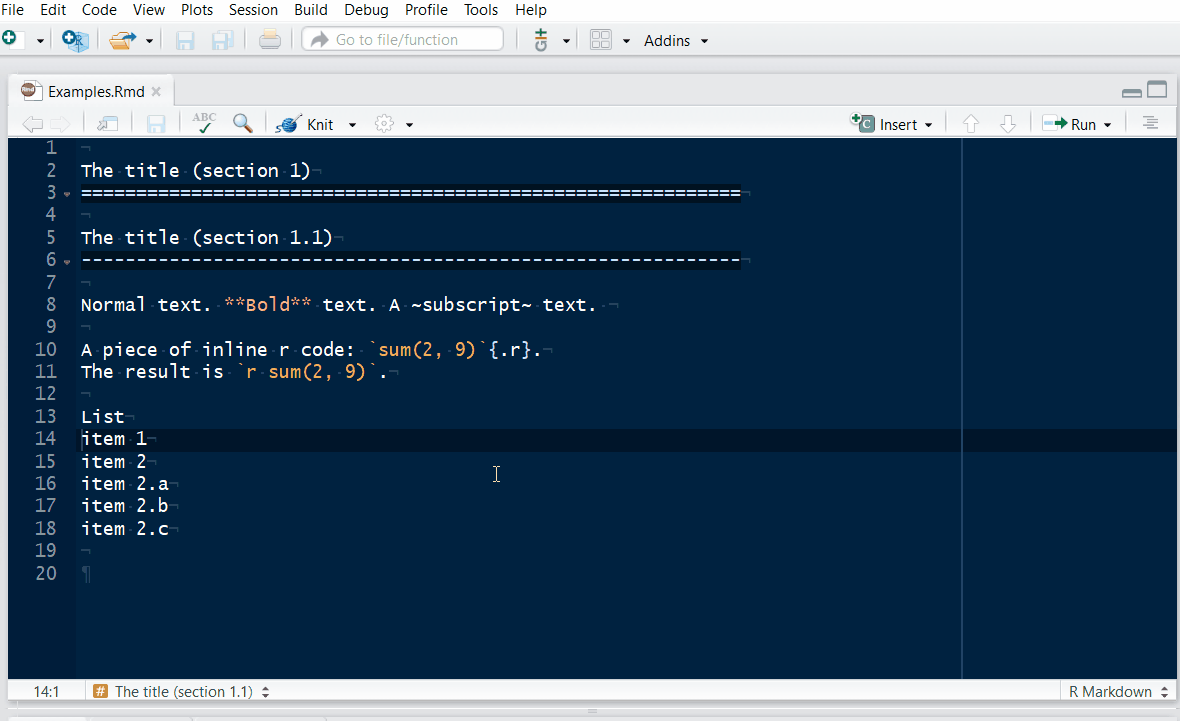 File Edit Code View Plots Session Build Debug Profile Tools Help
Go to file/function Addins
Examples.Rmd
ABC Knit Insert Run
1
2 The title (section 1)
3 ============================================================
4
5 The title (section 1.1)
6 ------------------------------------------------------------
7
8 Normal text. **Bold** text. A ~subscript~ text.
9
10 A piece of inline r code: `sum(2, 9)`{.r}.
11 The result is `r sum(2, 9)`.
12
13 List
14 item 1
15 item 2
16 item 2.a
17 item 2.b
18 item 2.c
19
20
14:1 # The title (section 1.1) R Markdown